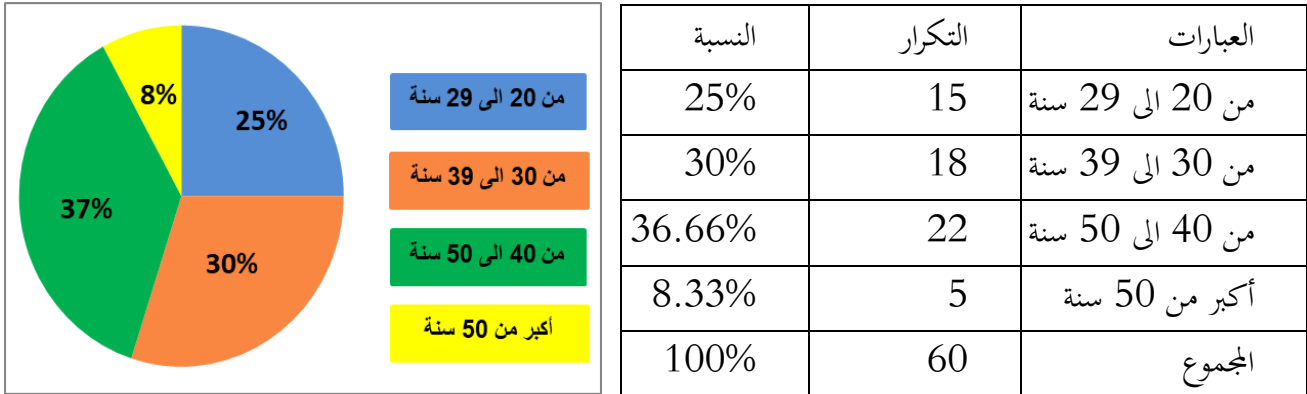 العبارات التكرار النسبة
من 20 الى 29 سنة 15 25%
من 30 الى 39 سنة 18 30%
من 40 الى 50 سنة 22 36.66%
أكبر من 50 سنة 5 8.33%
المجموع 60 100%
من 20 الى 29 سنة
من 30 الى 39 سنة
من 40 الى 50 سنة
أكبر من 50 سنة
8%
25%
37%
30%